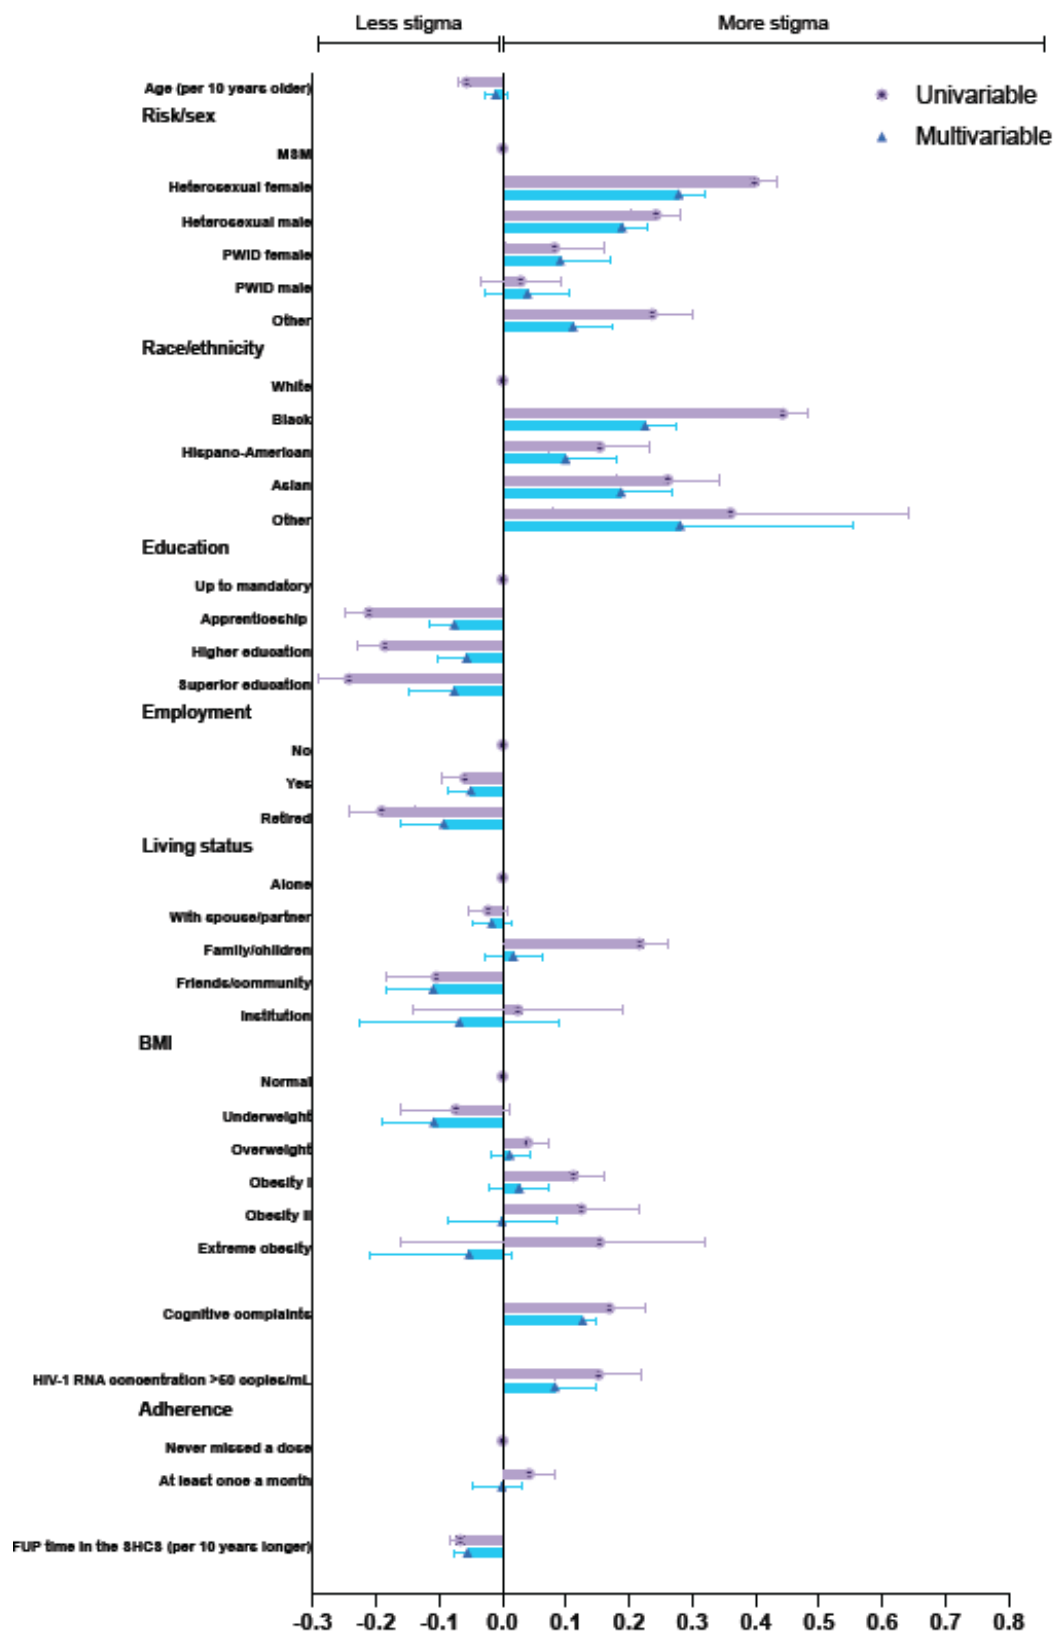 Less stigma More stigma
Univariable
Multivariable
Age (per 10 years older)
Risk/sex
MSM
Heterosexual female
Heterosexual male
PWID female
PWID male
Other
Race/ethnicity
White
Black
Hispano-American
Asian
Other
Education
Up to mandatory
Apprenticeship
Higher education
Superior education
Employment
No
Yes
Retired
Living status
Alone
With spouse/partner
Family/children
Friends/community
Institution
BMI
Normal
Underweight
Overweight
Obesity I
Obesity II
Extreme obesity
Cognitive complaints
HIV-1 RNA concentration >50 copies/mL
Adherence
Never missed a dose
At least once a month
FUP time in the SHCS (per 10 years longer)
-0.3 -0.2 -0.1 0.0 0.1 0.2 0.3 0.4 0.5 0.6 0.7 0.8